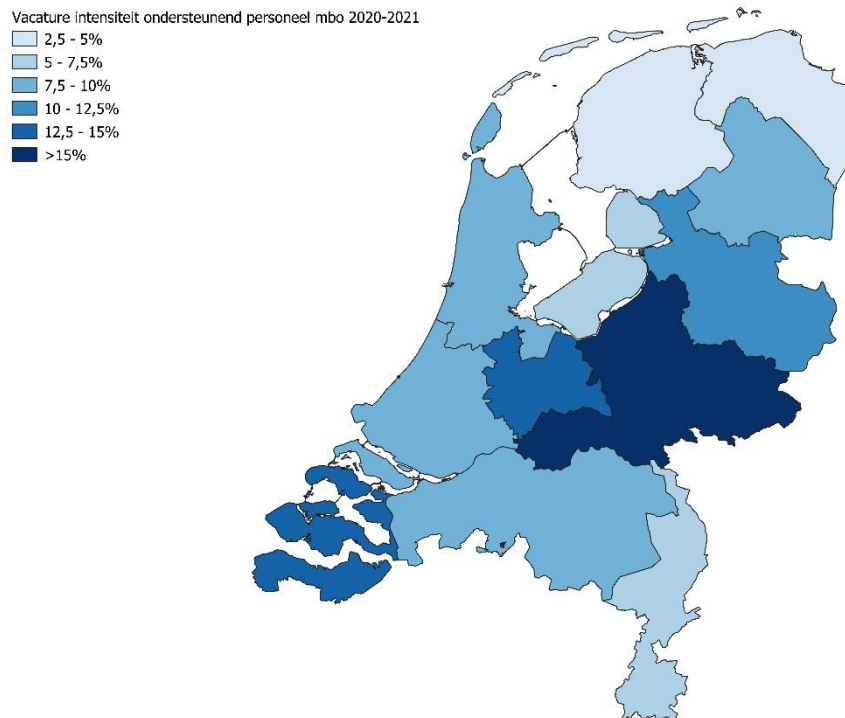 Vacature intensiteit ondersteunend personeel mbo 2020-2021
2,5 - 5%
5 - 7,5%
7,5 - 10%
10 - 12,5%
12,5 - 15%
>15%